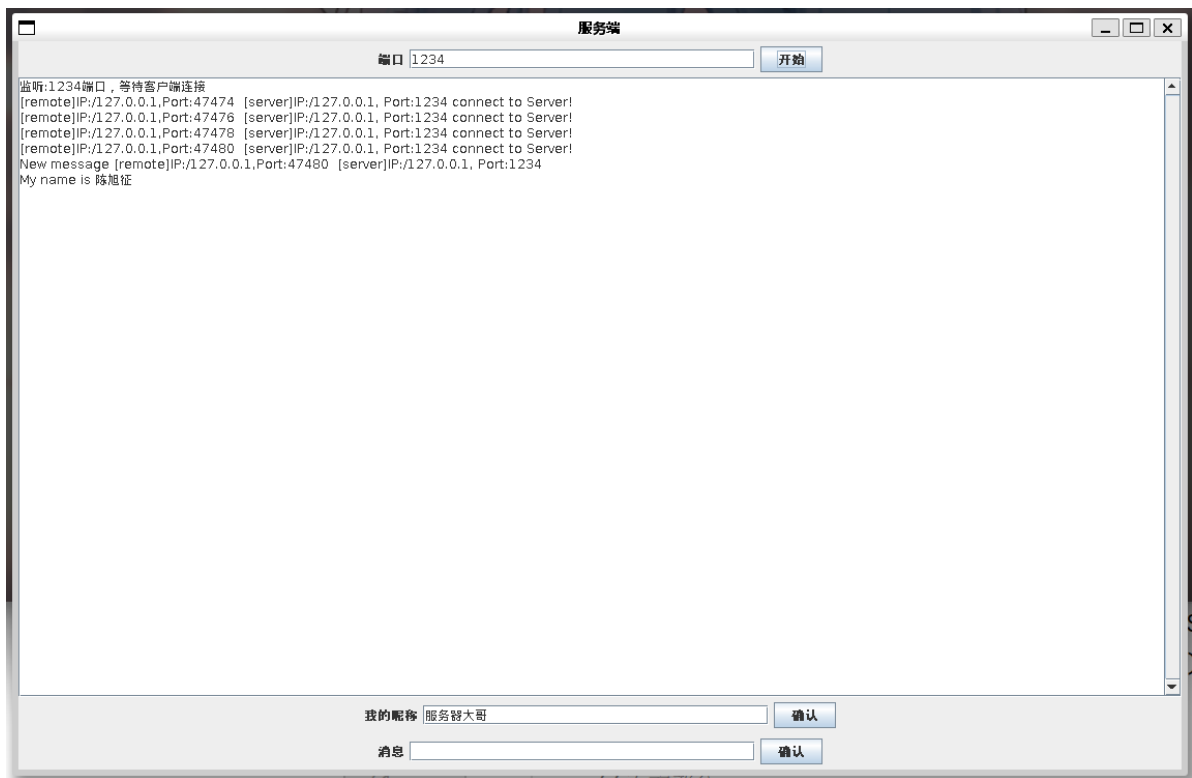 服务端
端口 1234 开始
监听:1234端口，等待客户端连接
[remote]IP:/127.0.0.1,Port:47474 [server]IP:/127.0.0.1, Port:1234 connect to Server!
[remote]IP:/127.0.0.1,Port:47476 [server]IP:/127.0.0.1, Port:1234 connect to Server!
[remote]IP:/127.0.0.1,Port:47478 [server]IP:/127.0.0.1, Port:1234 connect to Server!
[remote]IP:/127.0.0.1,Port:47480 [server]IP:/127.0.0.1, Port:1234 connect to Server!
New message [remote]IP:/127.0.0.1,Port:47480 [server]IP:/127.0.0.1, Port:1234
My name is 陈旭征
我的昵称 服务器大哥 确认
消息 确认